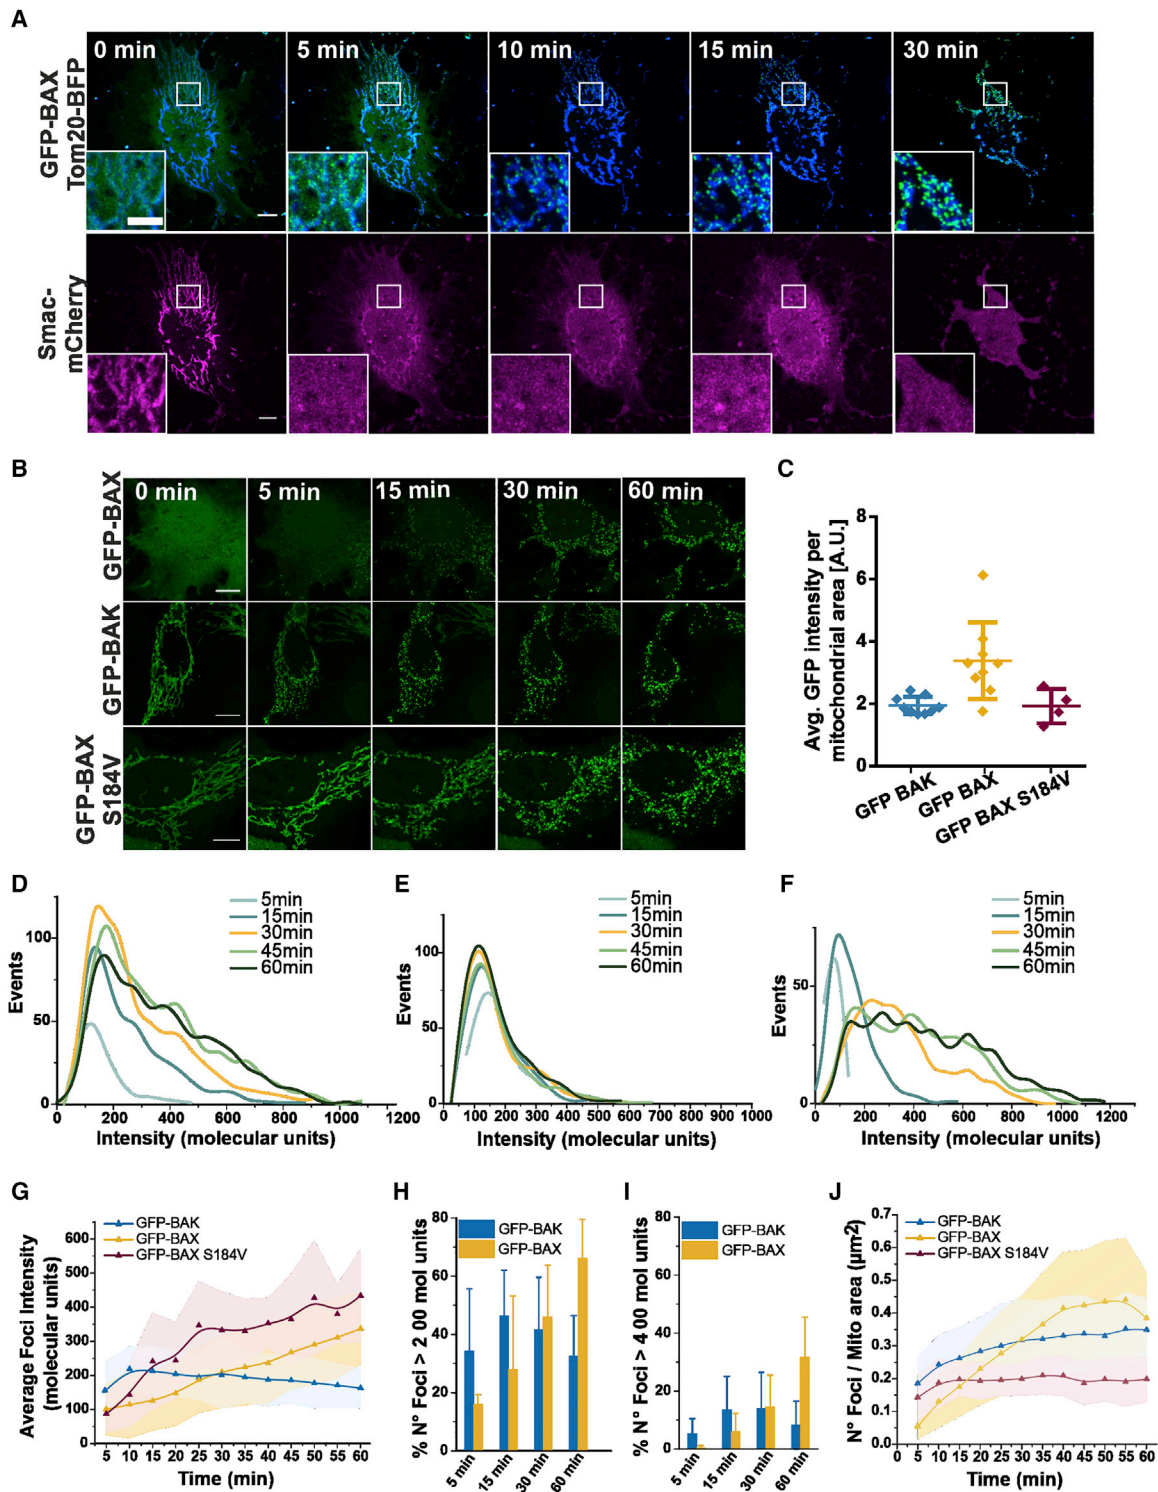 A
0 min
5 min
10 min
15 min
30 min
GFP-BAX
Tom20-BFP
Smac-
mCherry
B
0 min
5 min
15 min
30 min
60 min
GFP-BAX
GFP-BAK
GFP-BAX
S184V
C
Avg. GFP intensity per
mitochondrial area [A.U.]
8
6
4
2
0
GFP BAK
GFP BAX
GFP BAX S184V
D
Events
100
50
0
5min
15min
30min
45min
60min
0 200 400 600 800 1000 1200
Intensity (molecular units)
E
Events
100
50
0
5min
15min
30min
45min
60min
0 100 200 300 400 500 600 700 800 900 1000
Intensity (molecular units)
F
Events
50
0
5min
15min
30min
45min
60min
0 200 400 600 800 1000 1200
Intensity (molecular units)
G
Average Foci Intensity
(molecular units)
600
500
400
300
200
100
0
GFP-BAK
GFP-BAX
GFP-BAX S184V
5 10 15 20 25 30 35 40 45 50 55 60
Time (min)
H
% N° Foci > 2 00 mol units
80
60
40
20
0
GFP-BAK
GFP-BAX
5 min
15 min
30 min
60 min
I
% N° Foci > 4 00 mol units
80
60
40
20
0
GFP-BAK
GFP-BAX
5 min
15 min
30 min
60 min
J
N° Foci / Mito area (µm-2)
0.7
0.6
0.5
0.4
0.3
0.2
0.1
0.0
GFP-BAK
GFP-BAX
GFP-BAX S184V
0 5 10 15 20 25 30 35 40 45 50 55 60
Time (min)